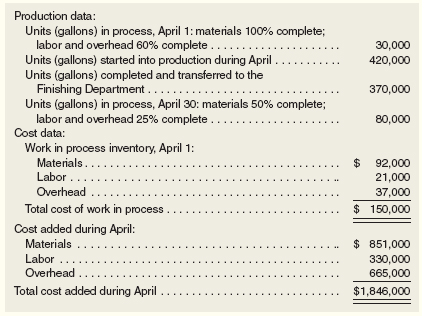 Production data:
Units (gallons) in process, April 1: materials 100% complete;
labor and overhead 60% complete . . . . . . . . . . . . . . . . . . . . . . 30,000
Units (gallons) started into production during April . . . . . . . . . . . 420,000
Units (gallons) completed and transferred to the
Finishing Department . . . . . . . . . . . . . . . . . . . . . . . . . . . . . . . . 370,000
Units (gallons) in process, April 30: materials 50% complete;
labor and overhead 25% complete . . . . . . . . . . . . . . . . . . . . . . 80,000
Cost data:
Work in process inventory, April 1:
Materials . . . . . . . . . . . . . . . . . . . . . . . . . . . . . . . . . . . . . . . . . $ 92,000
Labor . . . . . . . . . . . . . . . . . . . . . . . . . . . . . . . . . . . . . . . . . . . . 21,000
Overhead . . . . . . . . . . . . . . . . . . . . . . . . . . . . . . . . . . . . . . . . . 37,000
Total cost of work in process . . . . . . . . . . . . . . . . . . . . . . . . . . . . $ 150,000
Cost added during April:
Materials . . . . . . . . . . . . . . . . . . . . . . . . . . . . . . . . . . . . . . . . . . $ 851,000
Labor . . . . . . . . . . . . . . . . . . . . . . . . . . . . . . . . . . . . . . . . . . . . . 330,000
Overhead . . . . . . . . . . . . . . . . . . . . . . . . . . . . . . . . . . . . . . . . . . 665,000
Total cost added during April . . . . . . . . . . . . . . . . . . . . . . . . . . . . . $1,846,000